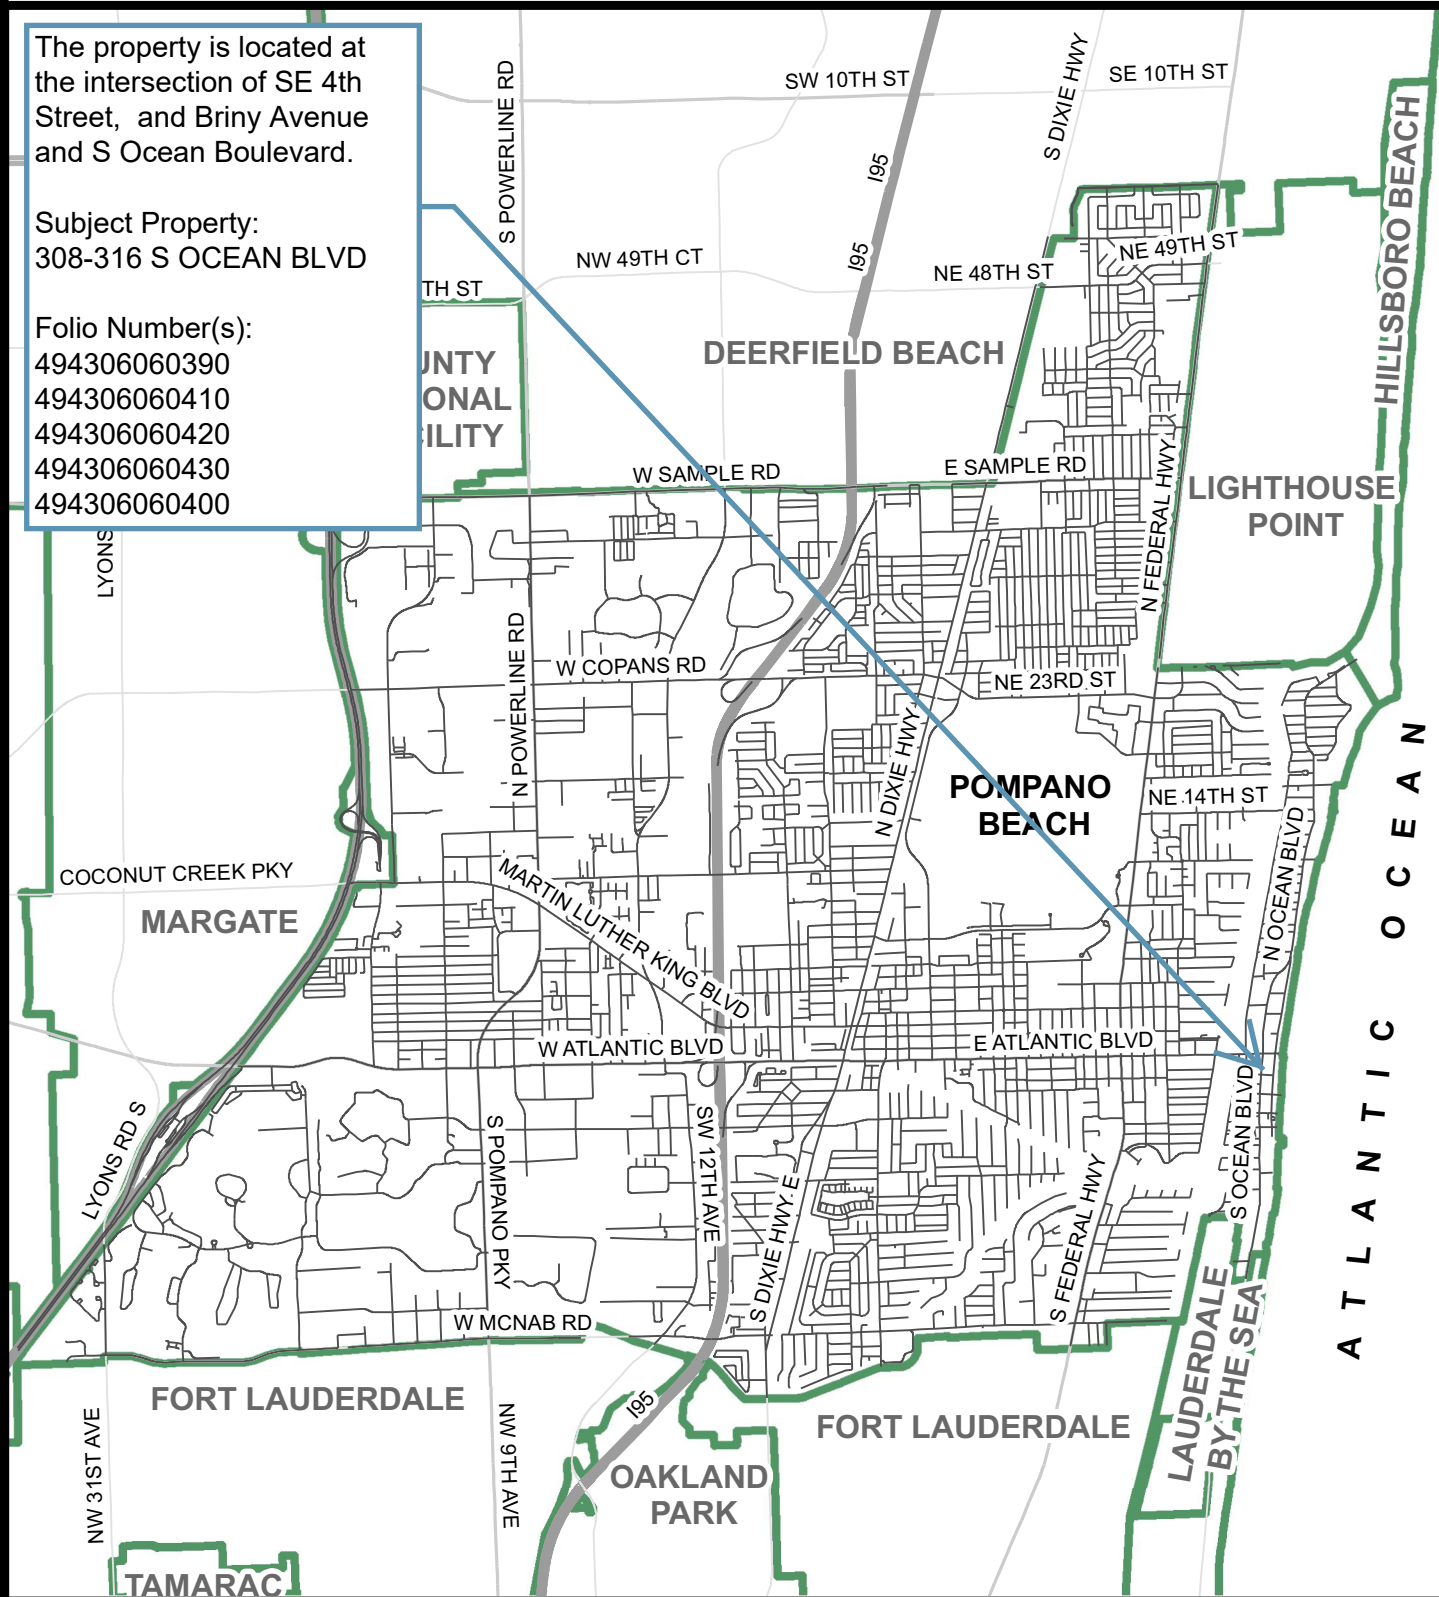 The property is located at
the intersection of SE 4th
Street,  and Briny Avenue
and S Ocean Boulevard.
Subject Property:
308-316 S OCEAN BLVD
Folio Number(s):
494306060390
494306060410
494306060420
494306060430
494306060400
S POWERLINE RD
SW 10TH ST
S DIXIE HWY
SE 10TH ST
I95
HILLSBORO BEACH
NW 49TH CT
I95
NE 48TH ST
NE 49TH ST
TH ST
UNTY
ONAL
ILITY
DEERFIELD BEACH
W SAMPLE RD
E SAMPLE RD
N FEDERAL HWY
LIGHTHOUSE
POINT
LYONS
N POWERLINE RD
W COPANS RD
NE 23RD ST
N DIXIE HWY
POMPANO
BEACH
NE 14TH ST
N OCEAN BLVD
ATLANTIC OCEAN
COCONUT CREEK PKY
MARGATE
MARTIN LUTHER KING BLVD
W ATLANTIC BLVD
E ATLANTIC BLVD
LYONS RD S
S POMPANO PKY
SW 12TH AVE
S DIXIE HWY E
S FEDERAL HWY
S OCEAN BLVD
W MCNAB RD
LAUDERDALE
BY THE SEA
FORT LAUDERDALE
I95
FORT LAUDERDALE
NW 31ST AVE
NW 9TH AVE
OAKLAND
PARK
TAMARAC